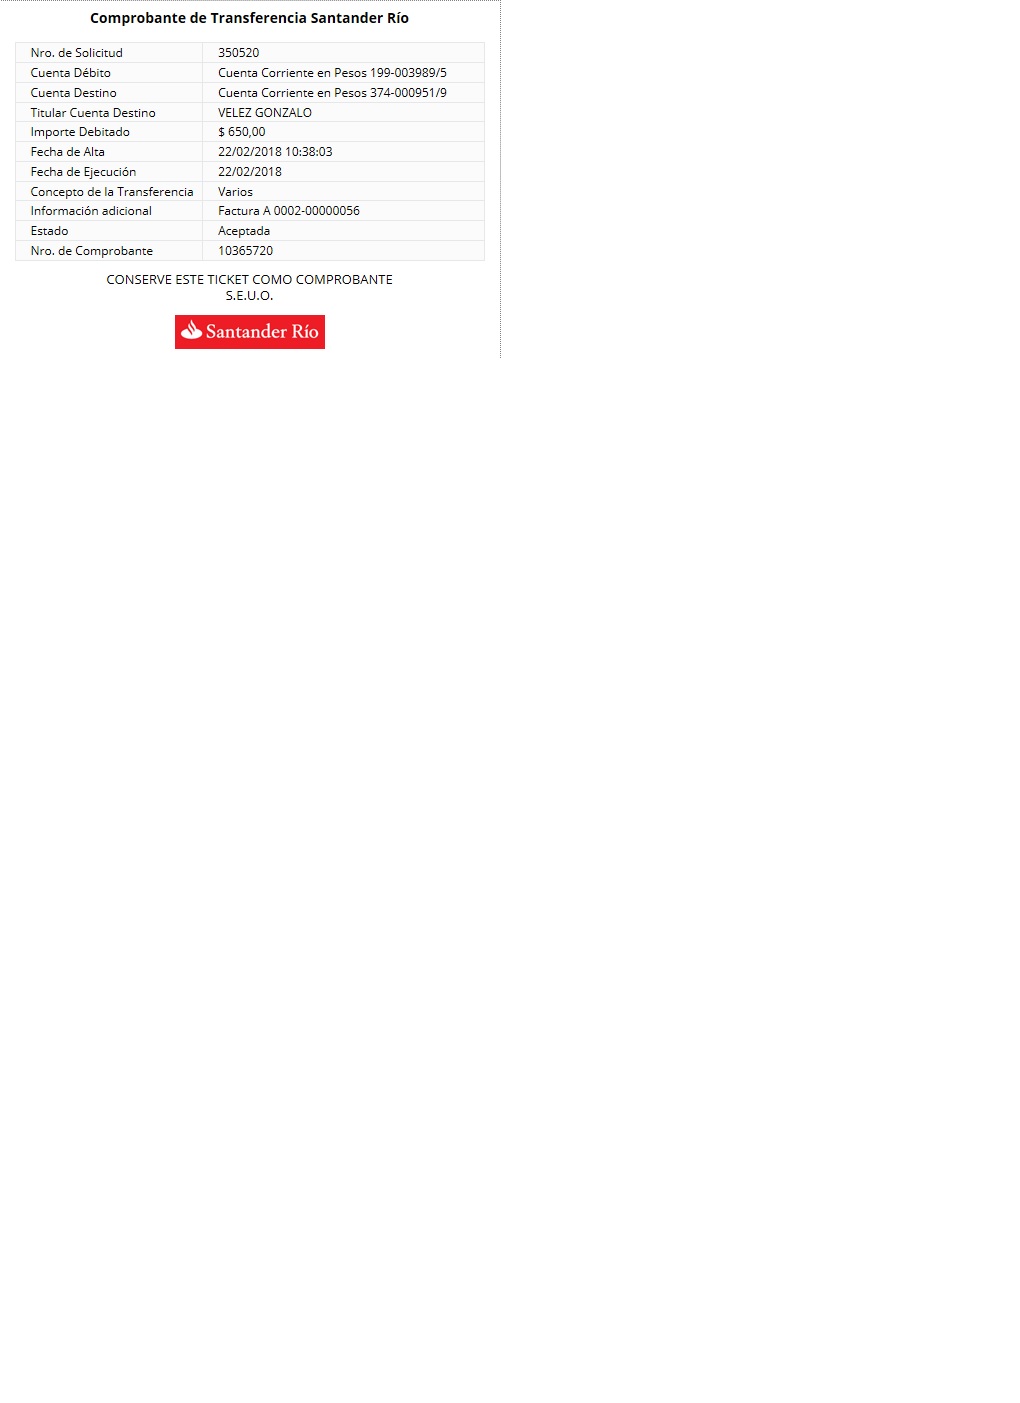 Comprobante de Transferencia Santander Río
Nro. de Solicitud 350520
Cuenta Débito Cuenta Corriente en Pesos 199-003989/5
Cuenta Destino Cuenta Corriente en Pesos 374-000951/9
Titular Cuenta Destino VELEZ GONZALO
Importe Debitado $ 650,00
Fecha de Alta 22/02/2018 10:38:03
Fecha de Ejecución 22/02/2018
Concepto de la Transferencia Varios
Información adicional Factura A 0002-00000056
Estado Aceptada
Nro. de Comprobante 10365720
CONSERVE ESTE TICKET COMO COMPROBANTE
S.E.U.O.
Santander Río